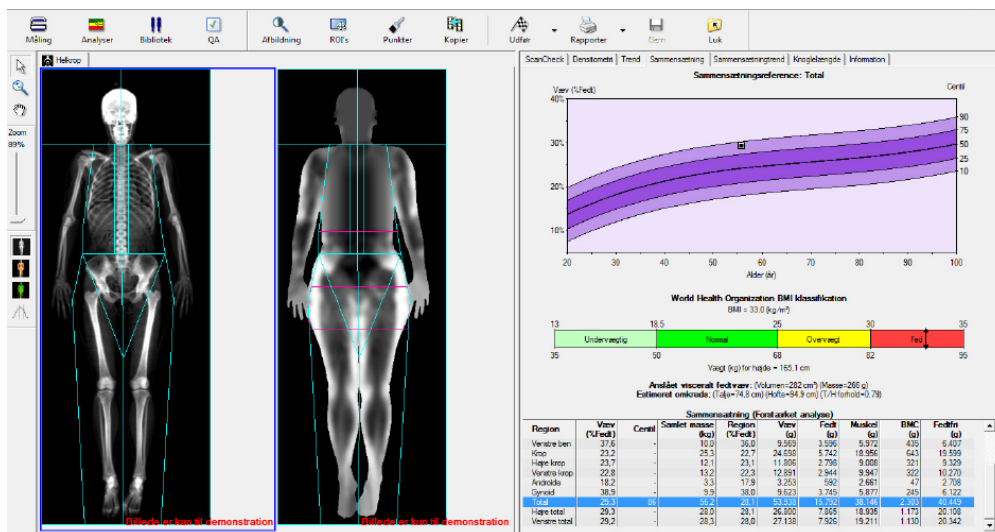 Måling Analyser Bibliotek QA Afbildning ROI's Punkter Kopier Udfør Rapporter Gem Luk
Helkrop
ScanCheck Densitometri Trend Sammensætning Sammensætningtrend Knoglelængde Information
Zoom
89%
Billede er kun til demonstration
Billede er kun til demonstration
Sammensætningsreference: Total
Væv (%Fedt) Centil
40%
30%
20%
10%
90
75
50
25
10
20 30 40 50 60 70 80 90 100
Alder (år)
World Health Organization BMI klassifikation
BMI = 33.0 (kg/m²)
13 18.5 25 30 35
Undervægtig Normal Overvægt Fed
35 50 68 82 95
Vægt (kg) for højde = 165,1 cm
Anslået visceralt fedtvæv: (Volumen=282 cm³) (Masse=266 g)
Estimeret omkreds: (Talje=74,8 cm) (Hofte=94,9 cm) (T/H forhold=0,79)
Sammensætning (Forstærket analyse)
Region Væv (%Fedt) Centil Samlet masse (kg) Region (%Fedt) Væv (g) Fedt (g) Muskel (g) BMC (g) Fedtfri (g)
Venstre ben 37,6 - 10,0 36,0 9.569 3.596 5.972 435 6.407
Krop 23,2 - 25,3 22,7 24.698 5.742 18.956 643 19.599
Højre krop 23,7 - 12,1 23,1 11.806 2.798 9.008 321 9.329
Venstre krop 22,8 - 13,2 22,3 12.891 2.944 9.947 322 10.270
Androide 18,2 - 3,3 17,9 3.253 592 2.661 47 2.708
Gynoid 38,9 - 9,9 38,0 9.623 3.745 5.877 245 6.122
Total 29,3 86 56,2 28,1 53.938 15.792 38.146 2.303 40.449
Højre total 29,3 - 28,0 28,1 26.800 7.865 18.935 1.173 20.108
Venstre total 29,2 - 28,3 28,0 27.138 7.926 19.211 1.130 20.342